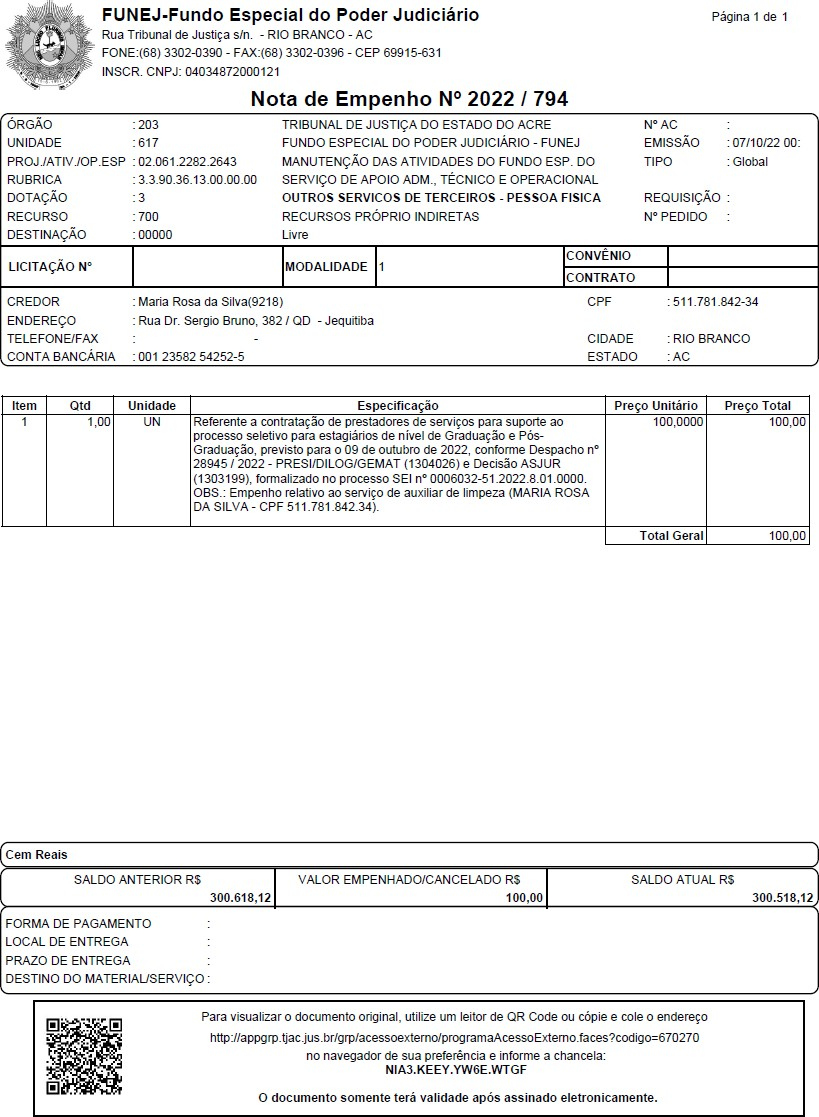 FUNEJ-Fundo Especial do Poder Judiciário
Página 1 de 1
Rua Tribunal de Justiça s/n. - RIO BRANCO - AC
FONE:(68) 3302-0390 - FAX:(68) 3302-0396 - CEP 69915-631
INSCR. CNPJ: 04034872000121
Nota de Empenho Nº 2022 / 794
ÓRGÃO : 203 TRIBUNAL DE JUSTIÇA DO ESTADO DO ACRE Nº AC :
UNIDADE : 617 FUNDO ESPECIAL DO PODER JUDICIÁRIO - FUNEJ EMISSÃO : 07/10/22 00:
PROJ./ATIV./OP.ESP : 02.061.2282.2643 MANUTENÇÃO DAS ATIVIDADES DO FUNDO ESP. DO TIPO : Global
RUBRICA : 3.3.90.36.13.00.00.00 SERVIÇO DE APOIO ADM., TÉCNICO E OPERACIONAL
DOTAÇÃO : 3 OUTROS SERVICOS DE TERCEIROS - PESSOA FISICA REQUISIÇÃO :
RECURSO : 700 RECURSOS PRÓPRIO INDIRETAS Nº PEDIDO :
DESTINAÇÃO : 00000 Livre
LICITAÇÃO Nº MODALIDADE 1 CONVÊNIO
CONTRATO
CREDOR : Maria Rosa da Silva(9218) CPF : 511.781.842-34
ENDEREÇO : Rua Dr. Sergio Bruno, 382 / QD - Jequitiba
TELEFONE/FAX : - CIDADE : RIO BRANCO
CONTA BANCÁRIA : 001 23582 54252-5 ESTADO : AC
Item Qtd Unidade Especificação Preço Unitário Preço Total
1 1,00 UN Referente a contratação de prestadores de serviços para suporte ao 100,0000 100,00
processo seletivo para estagiários de nível de Graduação e Pós-
Graduação, previsto para o 09 de outubro de 2022, conforme Despacho nº
28945 / 2022 - PRESI/DILOG/GEMAT (1304026) e Decisão ASJUR
(1303199), formalizado no processo SEI nº 0006032-51.2022.8.01.0000.
OBS.: Empenho relativo ao serviço de auxiliar de limpeza (MARIA ROSA
DA SILVA - CPF 511.781.842.34).
Total Geral 100,00
Cem Reais
SALDO ANTERIOR R$ VALOR EMPENHADO/CANCELADO R$ SALDO ATUAL R$
300.618,12 100,00 300.518,12
FORMA DE PAGAMENTO :
LOCAL DE ENTREGA :
PRAZO DE ENTREGA :
DESTINO DO MATERIAL/SERVIÇO :
Para visualizar o documento original, utilize um leitor de QR Code ou cópie e cole o endereço
http://appgrp.tjac.jus.br/grp/acessoexterno/programaAcessoExterno.faces?codigo=670270
no navegador de sua preferência e informe a chancela:
NIA3.KEEY.YW6E.WTGF
O documento somente terá validade após assinado eletronicamente.